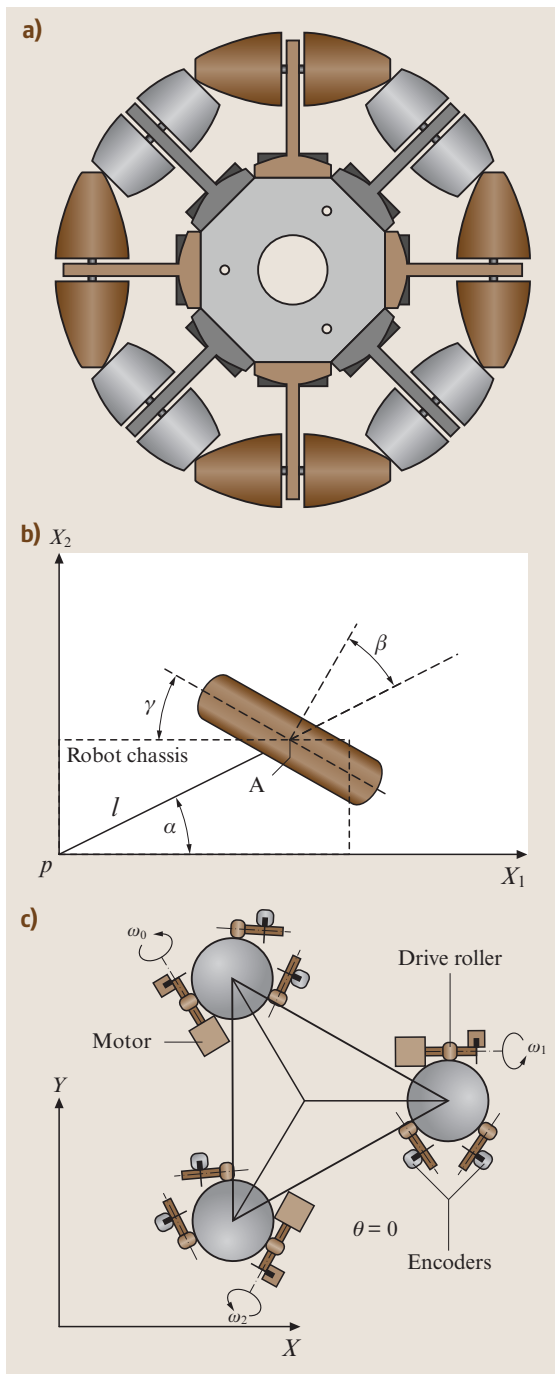 a)
b)
X₂
β
γ
Robot chassis
A
l
α
p
X₁
c)
ω₀
Drive roller
Motor
ω₁
Y
θ = 0
Encoders
ω₂
X